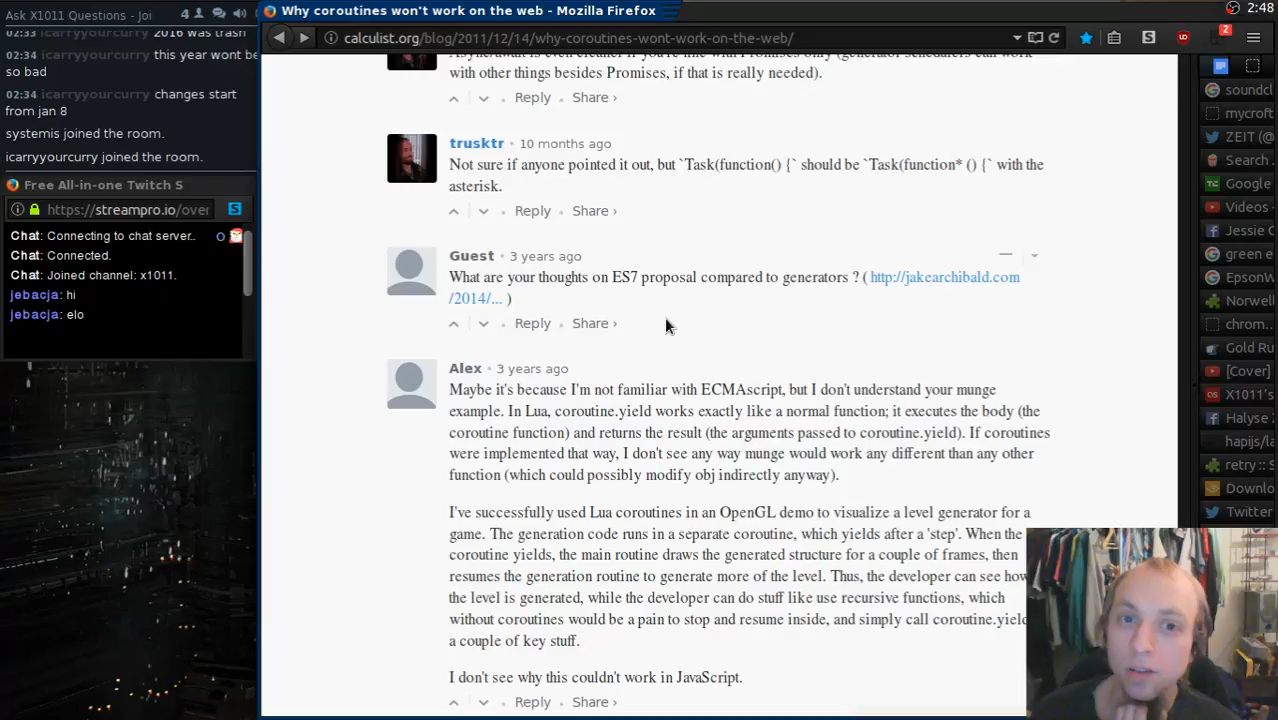 Ask X1011 Questions - Joi
4
Why coroutines won't work on the web - Mozilla Firefox
2:48
02:33 icarryyourcurry 2016 was trash
02:34 icarryyourcurry this year wont be
so bad
02:34 icarryyourcurry changes start
from jan 8
systemis joined the room.
icarryyourcurry joined the room.
Free All-in-one Twitch S
https://streampro.io/over
S
Chat: Connecting to chat server..
Chat: Connected.
Chat: Joined channel: x1011.
jebacja: hi
jebacja: elo
calculist.org/blog/2011/12/14/why-coroutines-wont-work-on-the-web/
S
2
with other things besides Promises, if that is really needed).
Reply
Share ›
trusktr • 10 months ago
Not sure if anyone pointed it out, but `Task(function() {` should be `Task(function* () {` with the
asterisk.
Reply
Share ›
Guest • 3 years ago
What are your thoughts on ES7 proposal compared to generators ? ( http://jakearchibald.com
/2014/... )
Reply
Share ›
Alex • 3 years ago
Maybe it's because I'm not familiar with ECMAscript, but I don't understand your munge
example. In Lua, coroutine.yield works exactly like a normal function; it executes the body (the
coroutine function) and returns the result (the arguments passed to coroutine.yield). If coroutines
were implemented that way, I don't see any way munge would work any different than any other
function (which could possibly modify obj indirectly anyway).
I've successfully used Lua coroutines in an OpenGL demo to visualize a level generator for a
game. The generation code runs in a separate coroutine, which yields after a 'step'. When the
coroutine yields, the main routine draws the generated structure for a couple of frames, then
resumes the generation routine to generate more of the level. Thus, the developer can see how
the level is generated, while the developer can do stuff like use recursive functions, which
without coroutines would be a pain to stop and resume inside, and simply call coroutine.yield
a couple of key stuff.
I don't see why this couldn't work in JavaScript.
Reply
Share ›
soundcl
mycroft
ZEIT (@
Search
Google
Videos -
Jessie C
green e
EpsonW
Norwell
chrom..
Gold Ru
[Cover]
X1011's
Halyse Z
hapijs/la
retry :: S
Downlo
Twitter